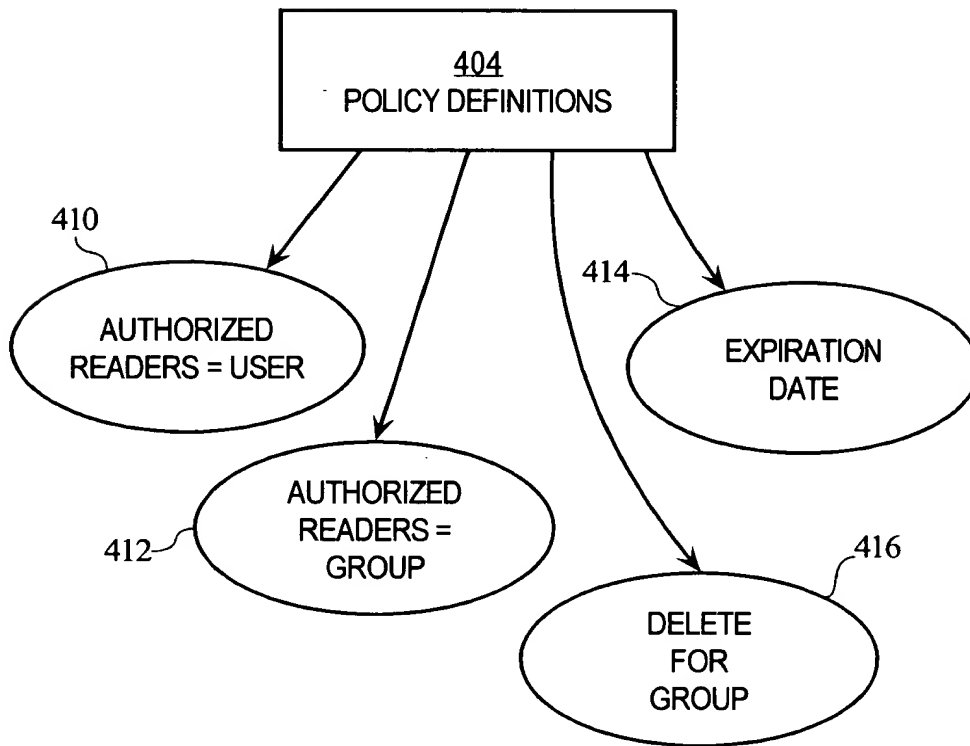 404
POLICY DEFINITIONS
410
AUTHORIZED
READERS = USER
414
EXPIRATION
DATE
412
AUTHORIZED
READERS =
GROUP
416
DELETE
FOR
GROUP